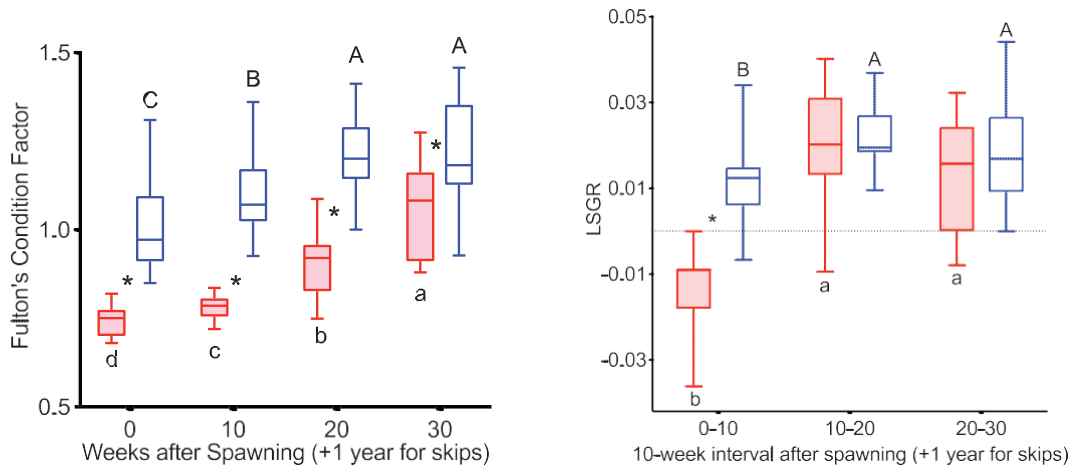 1.5
1.0
0.5
Fulton's Condition Factor
C
B
A
A
*
*
*
*
d
c
b
a
0
10
20
30
Weeks after Spawning (+1 year for skips)
0.05
0.03
0.01
-0.01
-0.03
LSGR
B
A
A
*
b
a
a
0-10
10-20
20-30
10-week interval after spawning (+1 year for skips)